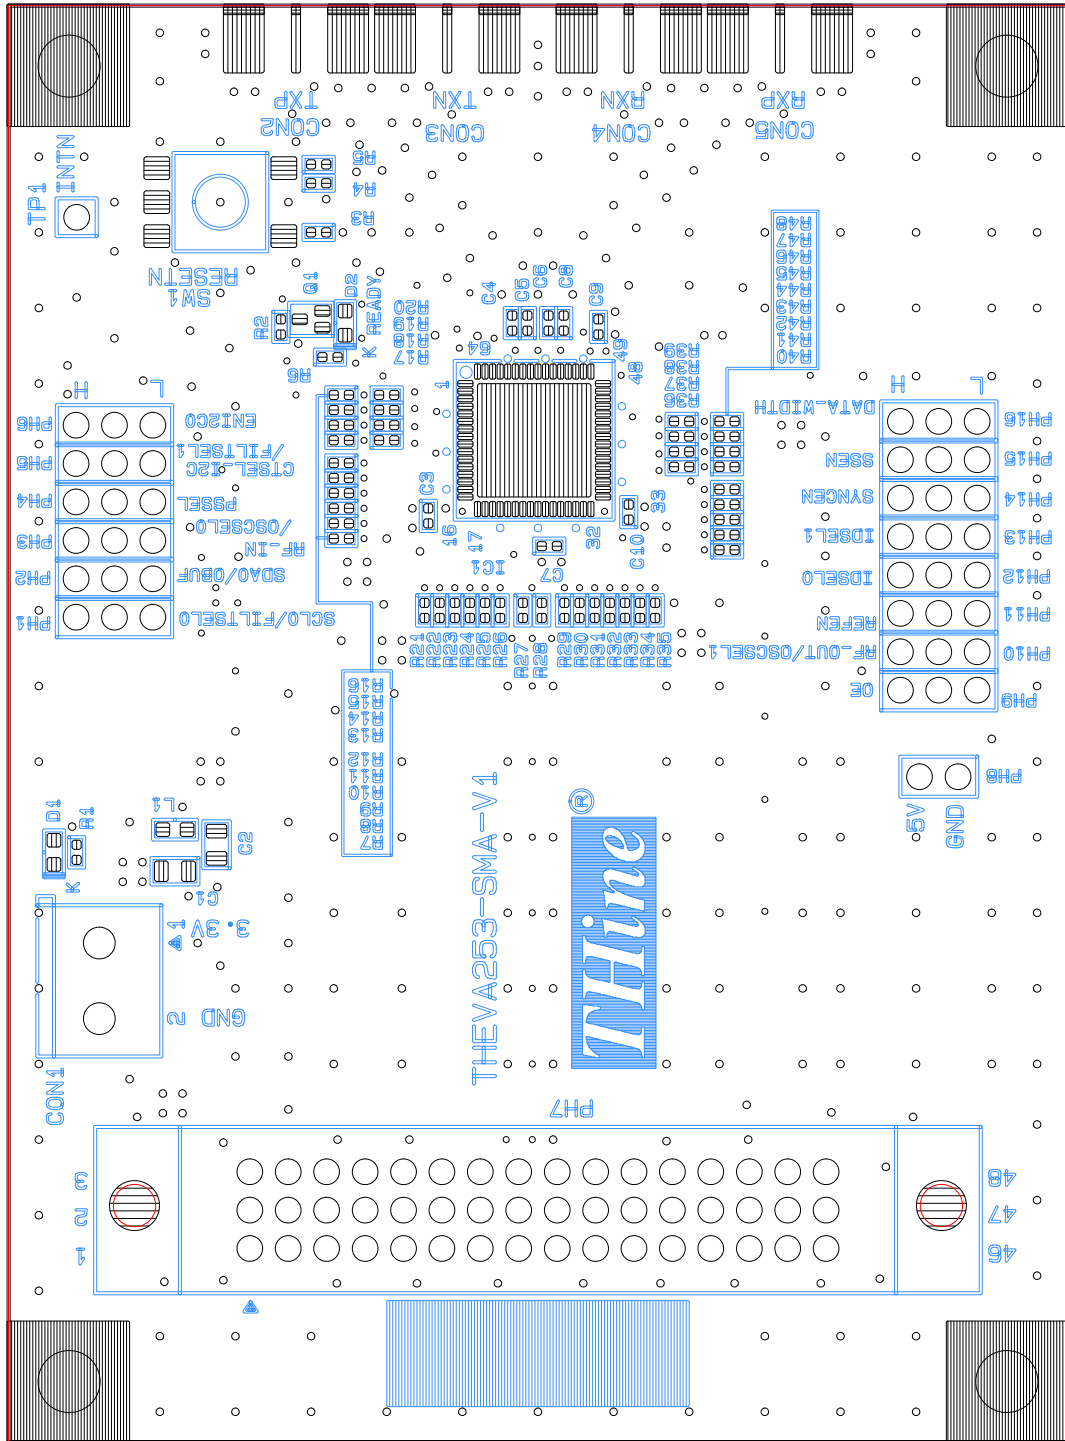 TXP
CON2
TXN
CON3
RXN
CON4
RXP
CON5
TP1
INTN
R5
R4
R3
RESETN
SW1
R2
Q1
D2
K
READY
R6
R20
R19
R18
R17
C4
C5
C6
C8
C9
R48
R47
R46
R45
R44
R43
R42
R41
R40
R39
R38
R37
R36
64
49
48
1
16
17
32
33
IC1
C3
C7
C10
H
L
PH6
EN12C0
PH5
/FILTSEL1
CTSEL_I2C
PH4
PSSEL
PH3
/OSCSEL0
RF_IN
PH2
SDA0/OBUF
PH1
SCL0/FILTSEL0
H
L
DATA_WIDTH
PH16
SSEN
PH15
SYNCEN
PH14
IDSEL1
PH13
IDSEL0
PH12
REFEN
PH11
RF_OUT/OSCSEL1
PH10
OE
PH9
PH8
5V
GND
R21
R22
R23
R24
R25
R26
R27
R28
R29
R30
R31
R32
R33
R34
R35
R16
R15
R14
R13
R12
R11
R10
R9
R8
R7
D1
R1
K
L1
C2
C1
1
3.3V
2
GND
CON1
THEVA253-SMA-V1
THine
®
PH7
3
2
1
48
47
46